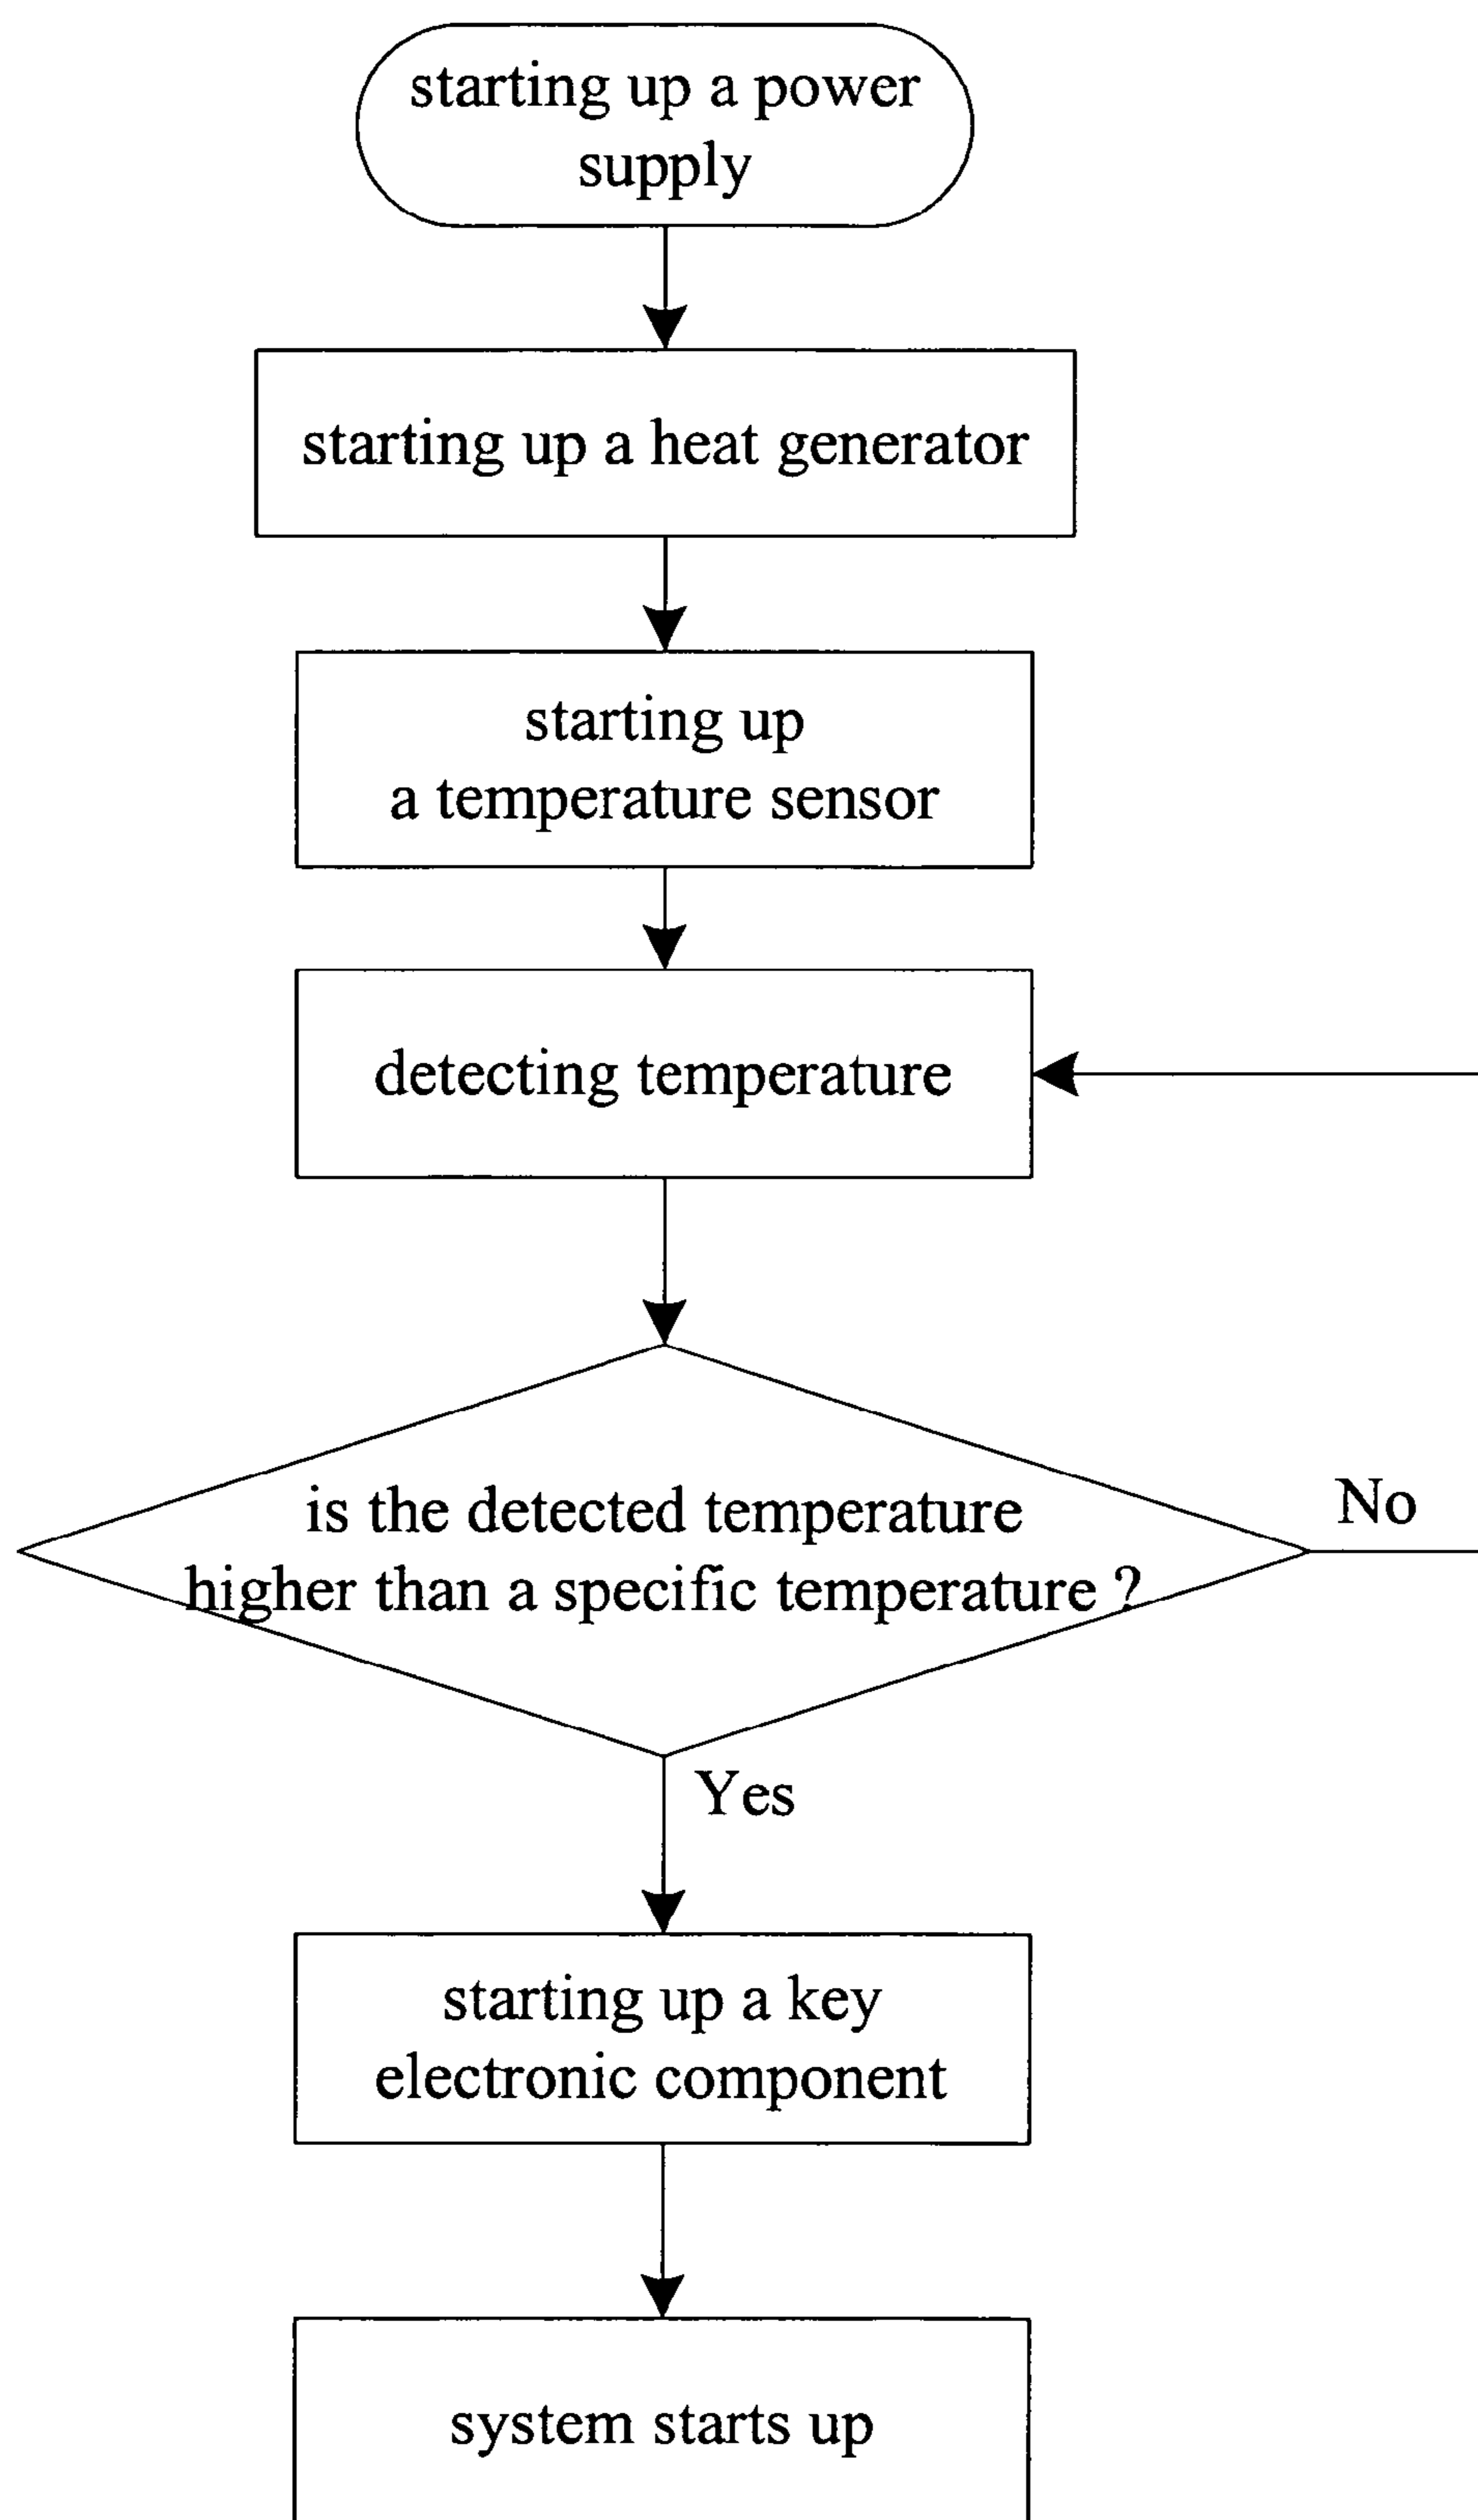 starting up a power
supply
starting up a heat generator
starting up
a temperature sensor
detecting temperature
is the detected temperature
higher than a specific temperature ?
No
Yes
starting up a key
electronic component
system starts up